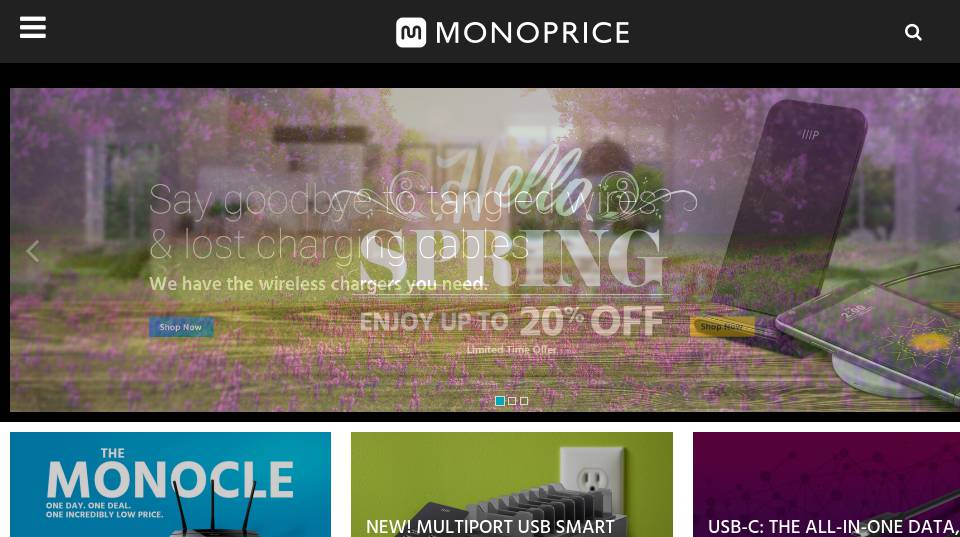 MONOPRICE
Hello
SPRING
ENJOY UP TO 20% OFF
Limited Time Offer
Shop Now
Say goodbye to tangled wires
& lost charging cables
We have the wireless chargers you need.
Shop Now
2:00
THE
MONOCLE
ONE DAY. ONE DEAL.
ONE INCREDIBLY LOW PRICE.
NEW! MULTIPORT USB SMART
USB-C: THE ALL-IN-ONE DATA,